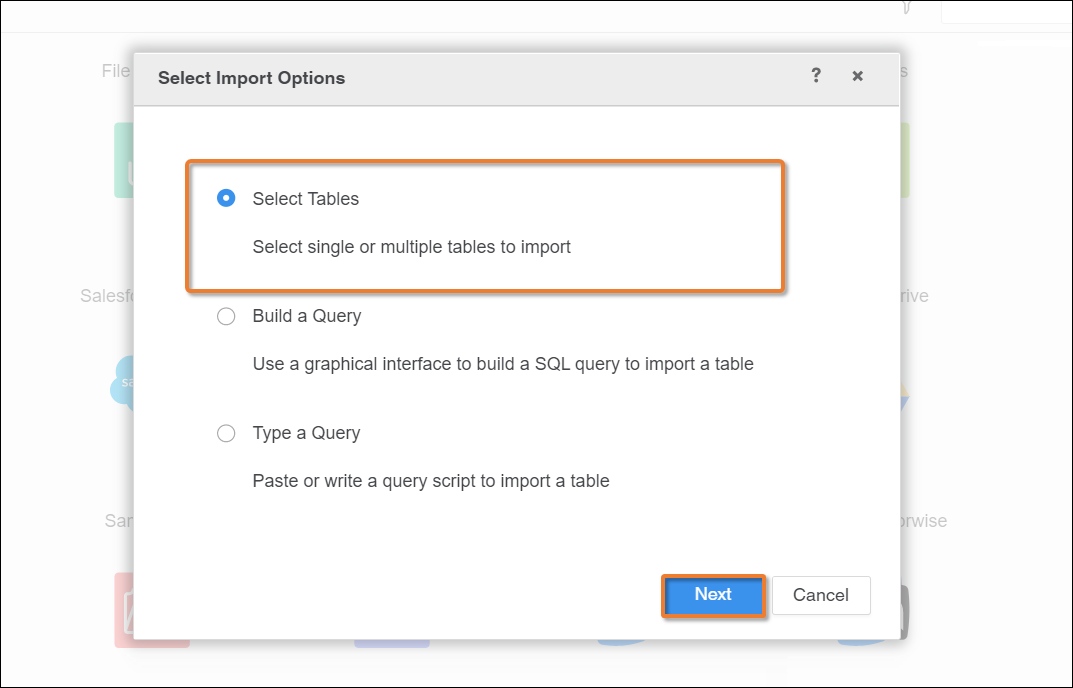 File
Select Import Options
?
Select Tables
Select single or multiple tables to import
Build a Query
Use a graphical interface to build a SQL query to import a table
Type a Query
Paste or write a query script to import a table
Next
Cancel